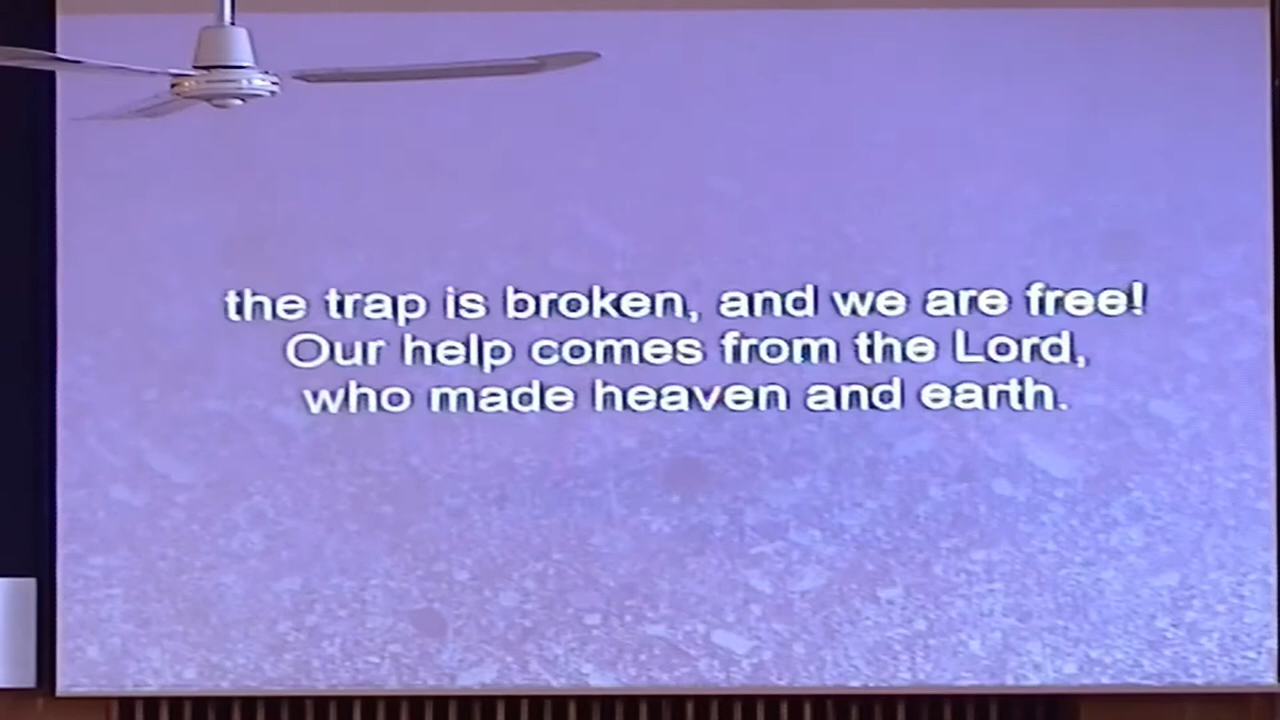 the trap is broken, and we are free!
Our help comes from the Lord,
who made heaven and earth.